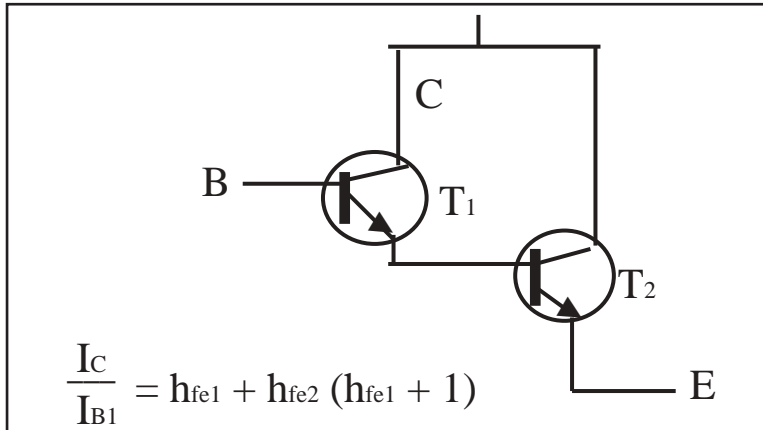 C
B
T1
T2
E
IC
IB1
= hfe1 + hfe2 (hfe1 + 1)